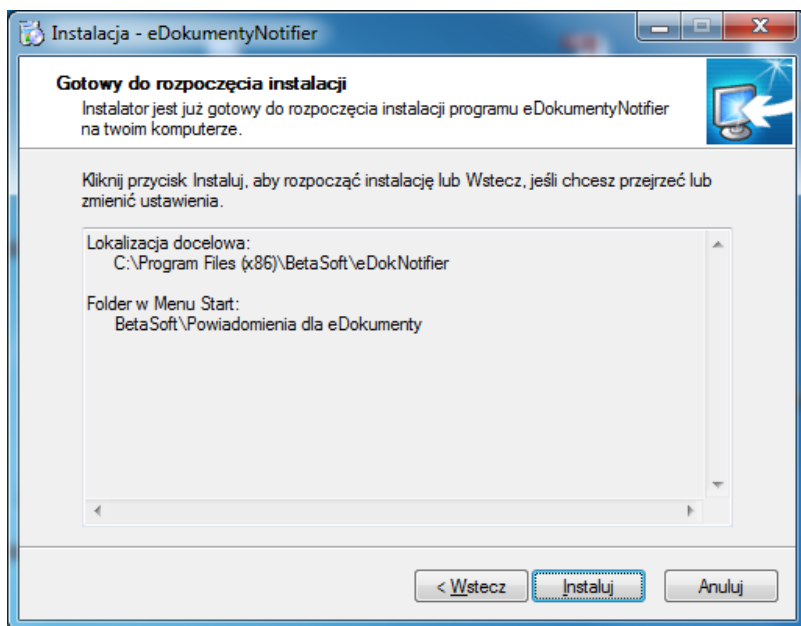 Instalacja - eDokumentyNotifier
Gotowy do rozpoczęcia instalacji
Instalator jest już gotowy do rozpoczęcia instalacji programu eDokumentyNotifier
na twoim komputerze.
Kliknij przycisk Instaluj, aby rozpocząć instalację lub Wstecz, jeśli chcesz przejrzeć lub
zmienić ustawienia.
Lokalizacja docelowa:
C:\Program Files (x86)\BetaSoft\eDokNotifier
Folder w Menu Start:
BetaSoft\Powiadomienia dla eDokumenty
< Wstecz Instaluj Anuluj